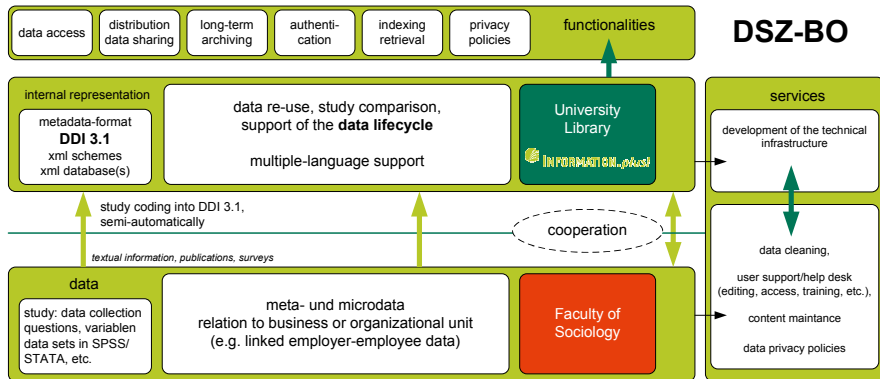 data access
distribution
data sharing
long-term
archiving
authenti-
cation
indexing
retrieval
privacy
policies
functionalities
DSZ-BO
internal representation
metadata-format
DDI 3.1
xml schemes
xml database(s)
data re-use, study comparison,
support of the data lifecycle
multiple-language support
University
Library
INFORMATION.plus!
services
development of the technical
infrastructure
study coding into DDI 3.1,
semi-automatically
cooperation
textual information, publications, surveys
data
study: data collection
questions, variablen
data sets in SPSS/
STATA, etc.
meta- und microdata
relation to business or organizational unit
(e.g. linked employer-employee data)
Faculty of
Sociology
data cleaning,
user support/help desk
(editing, access, training, etc.),
content maintance
data privacy policies